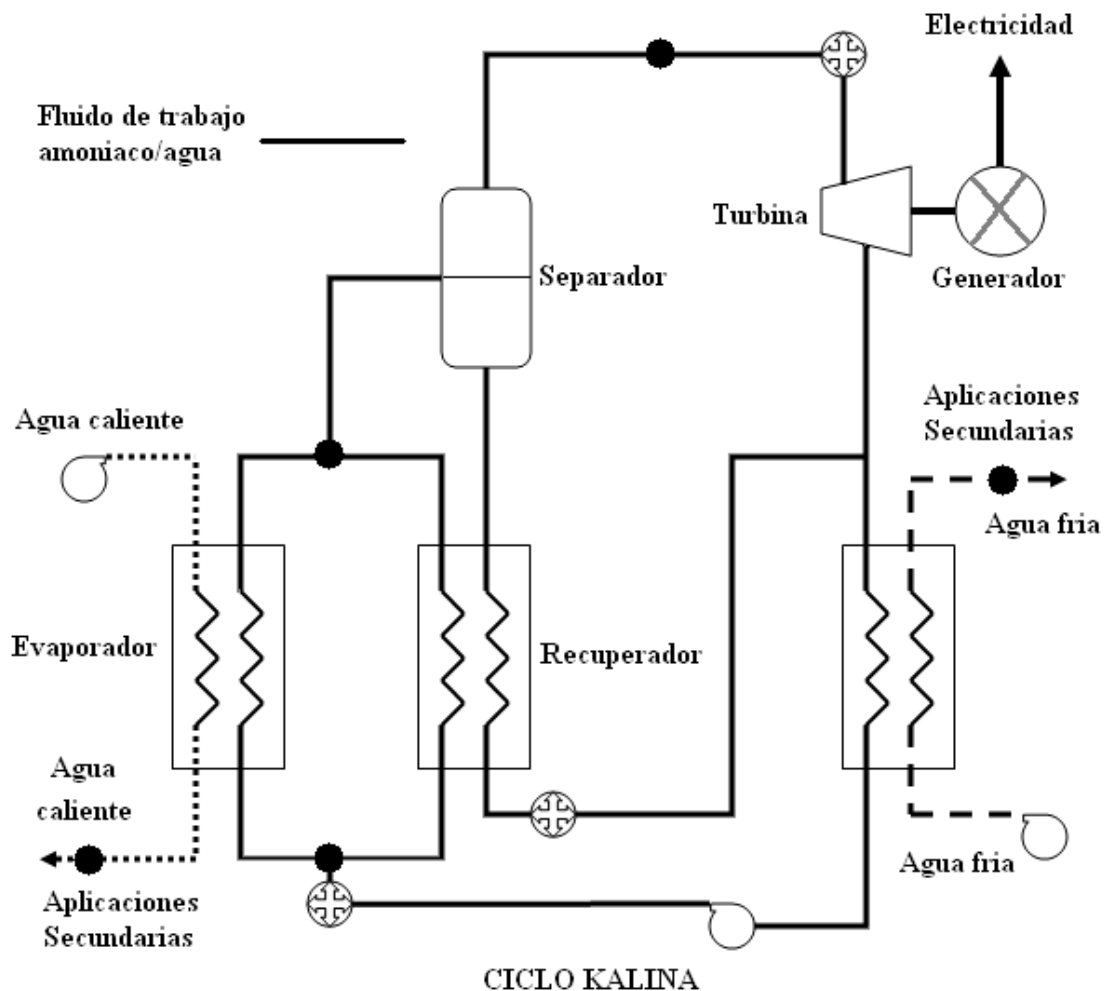 Electricidad
Fluido de trabajo
amoniaco/agua
Turbina
Generador
Separador
Aplicaciones
Secundarias
Agua caliente
Agua fria
Evaporador
Recuperador
Agua
caliente
Agua fria
Aplicaciones
Secundarias
CICLO KALINA